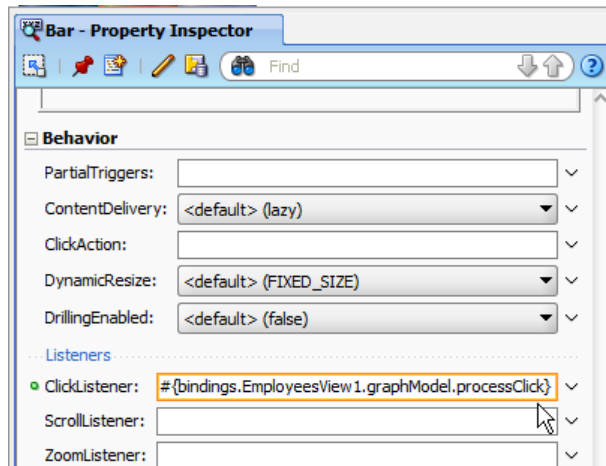 Bar - Property Inspector
Find
Behavior
PartialTriggers:
ContentDelivery: <default> (lazy)
ClickAction:
DynamicResize: <default> (FIXED_SIZE)
DrillingEnabled: <default> (false)
Listeners
ClickListener: #{bindings.EmployeesView1.graphModel.processClick}
ScrollListener:
ZoomListener: